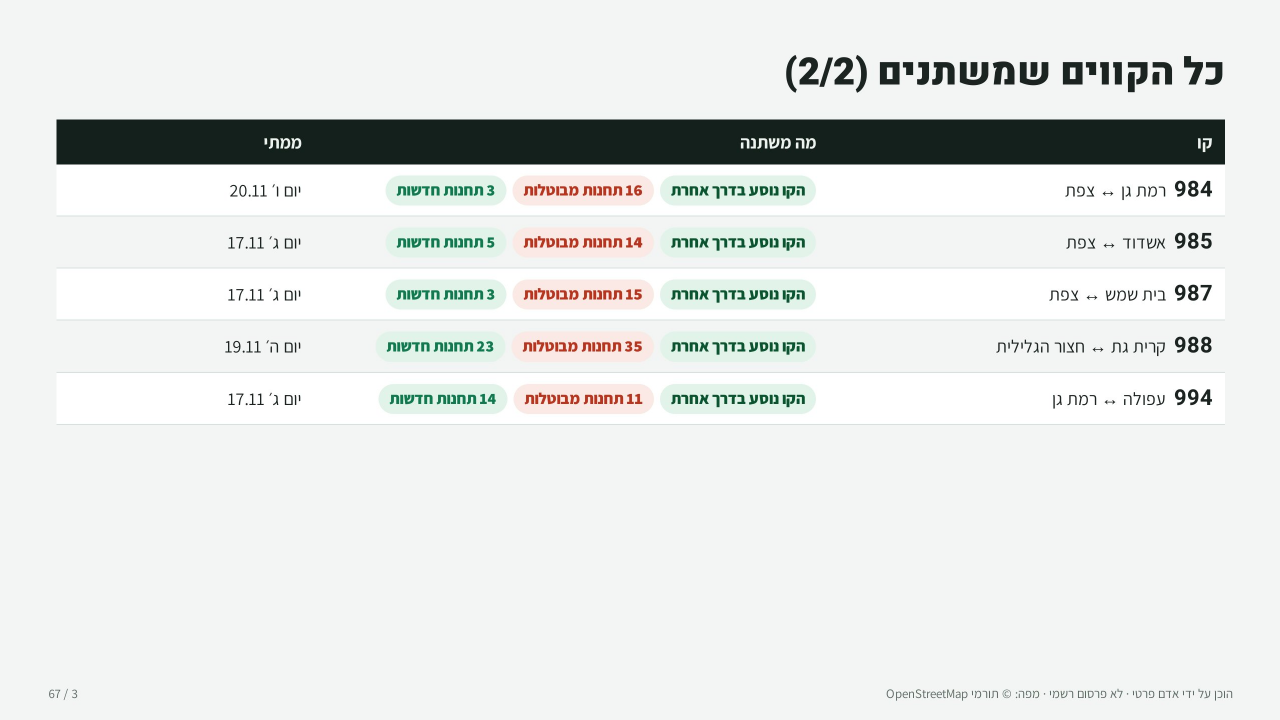 כל הקווים שמשתנים (2/2)
קו מה משתנה ממתי
984 רמת גן ↔ צפת הקו נוסע בדרך אחרת 16 תחנות מבוטלות 3 תחנות חדשות יום ו׳ 20.11
985 אשדוד ↔ צפת הקו נוסע בדרך אחרת 14 תחנות מבוטלות 5 תחנות חדשות יום ג׳ 17.11
987 בית שמש ↔ צפת הקו נוסע בדרך אחרת 15 תחנות מבוטלות 3 תחנות חדשות יום ג׳ 17.11
988 קרית גת ↔ חצור הגלילית הקו נוסע בדרך אחרת 35 תחנות מבוטלות 23 תחנות חדשות יום ה׳ 19.11
994 עפולה ↔ רמת גן הקו נוסע בדרך אחרת 11 תחנות מבוטלות 14 תחנות חדשות יום ג׳ 17.11
הוכן על ידי אדם פרטי · לא פרסום רשמי · מפה: © תורמי OpenStreetMap
3 / 67